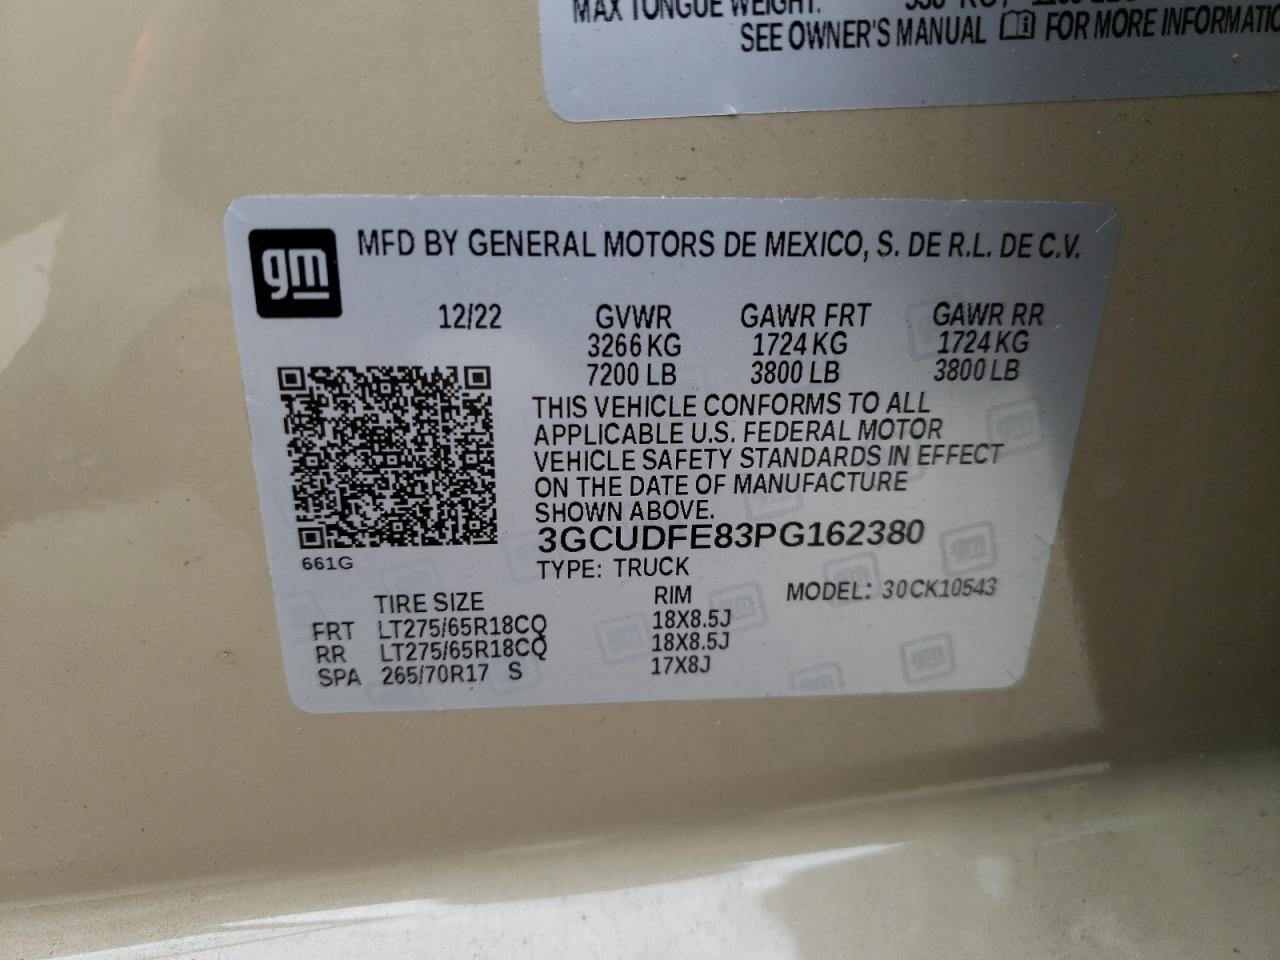 MAX TONGUE WEIGHT:
SEE OWNER'S MANUAL FOR MORE INFORMATIO
gm
MFD BY GENERAL MOTORS DE MEXICO, S. DE R.L. DE C.V.
12/22 GVWR GAWR FRT GAWR RR
3266 KG 1724 KG 1724 KG
7200 LB 3800 LB 3800 LB
THIS VEHICLE CONFORMS TO ALL
APPLICABLE U.S. FEDERAL MOTOR
VEHICLE SAFETY STANDARDS IN EFFECT
ON THE DATE OF MANUFACTURE
SHOWN ABOVE.
3GCUDFE83PG162380
661G
TYPE: TRUCK
TIRE SIZE RIM MODEL: 30CK10543
FRT LT275/65R18CQ 18X8.5J
RR LT275/65R18CQ 18X8.5J
SPA 265/70R17 S 17X8J